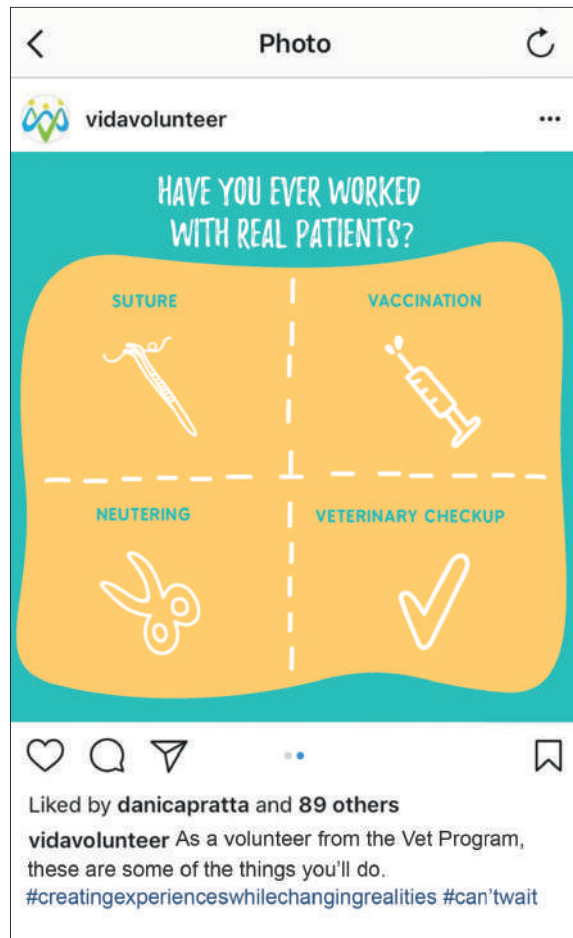 Photo
vidavolunteer
HAVE YOU EVER WORKED
WITH REAL PATIENTS?
SUTURE
VACCINATION
NEUTERING
VETERINARY CHECKUP
Liked by danicapratta and 89 others
vidavolunteer As a volunteer from the Vet Program,
these are some of the things you'll do.
#creatingexperienceswhilechangingrealities #can'twait